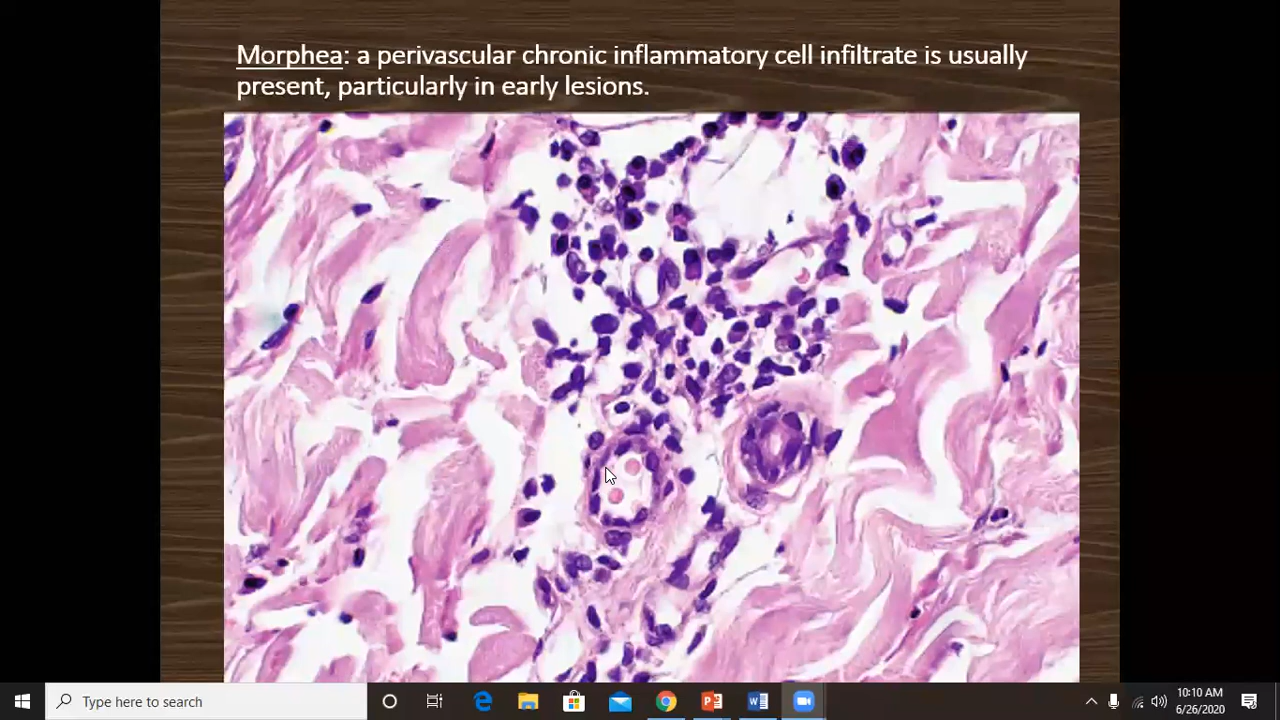 Morphea: a perivascular chronic inflammatory cell infiltrate is usually
present, particularly in early lesions.
Type here to search
10:10 AM
6/26/2020